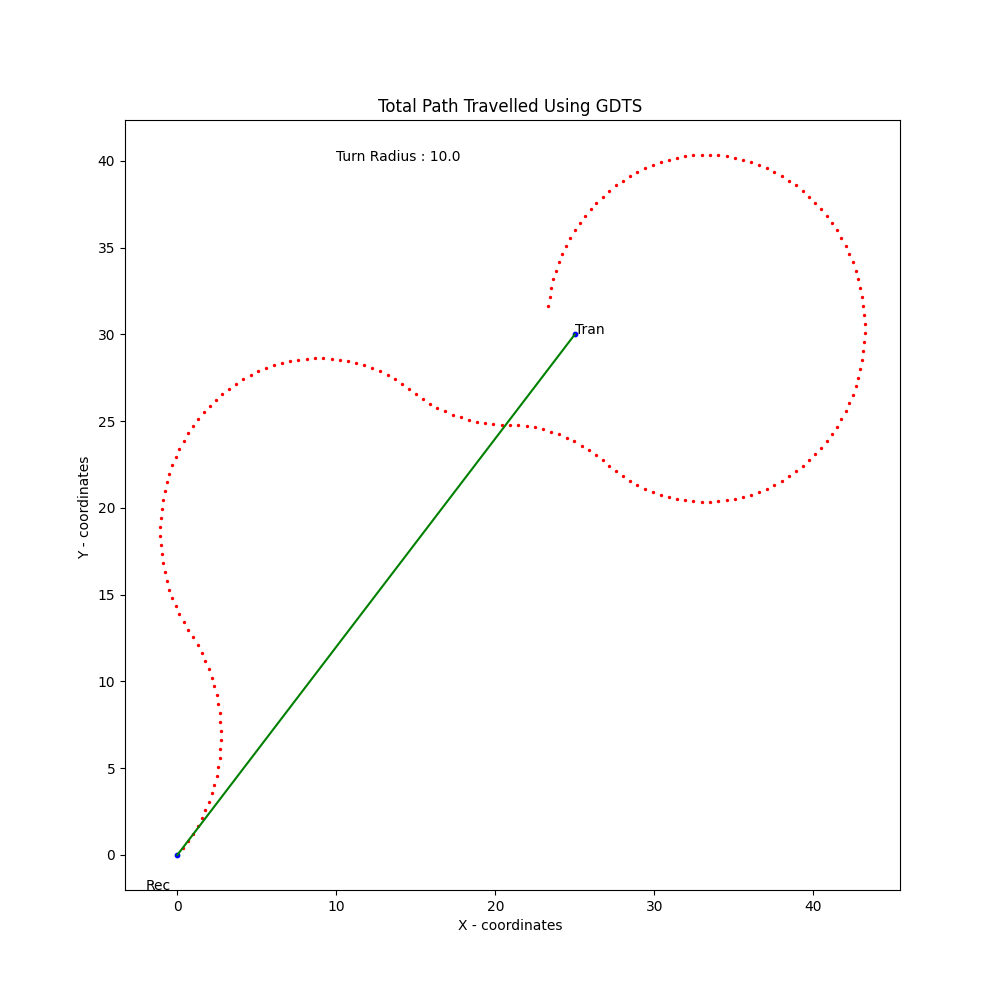 Total Path Travelled Using GDTS
Turn Radius : 10.0
40
35
30
25
20
15
10
5
0
Y - coordinates
Tran
Rec
0 10 20 30 40
X - coordinates